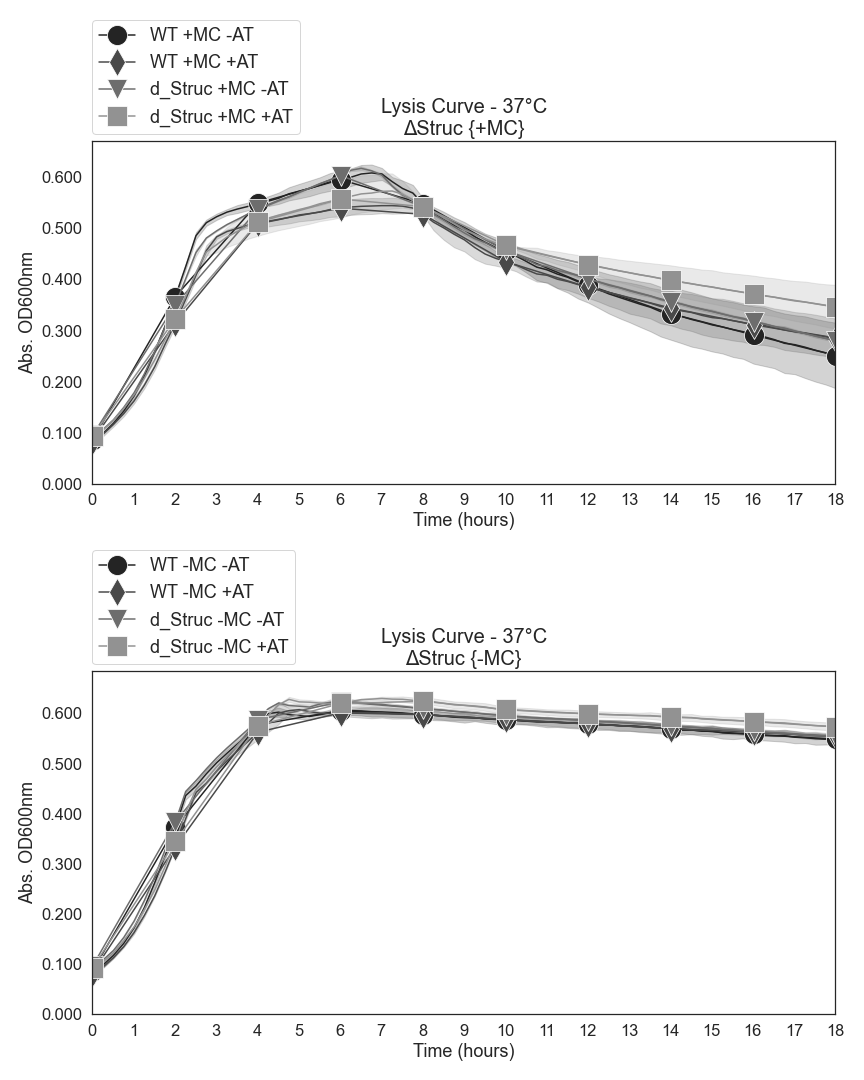 WT +MC -AT
WT +MC +AT
d_Struc +MC -AT
d_Struc +MC +AT
Lysis Curve - 37°C
ΔStruc {+MC}
Abs. OD600nm
0.600
0.500
0.400
0.300
0.200
0.100
0.000
0 1 2 3 4 5 6 7 8 9 10 11 12 13 14 15 16 17 18
Time (hours)
WT -MC -AT
WT -MC +AT
d_Struc -MC -AT
d_Struc -MC +AT
Lysis Curve - 37°C
ΔStruc {-MC}
Abs. OD600nm
0.600
0.500
0.400
0.300
0.200
0.100
0.000
0 1 2 3 4 5 6 7 8 9 10 11 12 13 14 15 16 17 18
Time (hours)